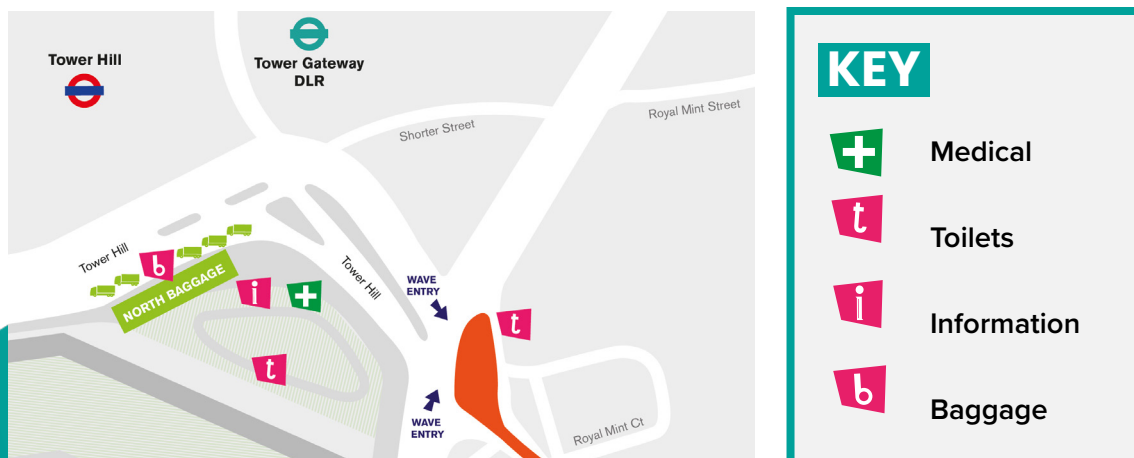 Tower Hill
Tower Gateway
DLR
Shorter Street
Royal Mint Street
Tower Hill
b
NORTH BAGGAGE
i
Tower Hill
WAVE
ENTRY
t
t
WAVE
ENTRY
Royal Mint Ct
KEY
Medical
t
Toilets
i
Information
b
Baggage